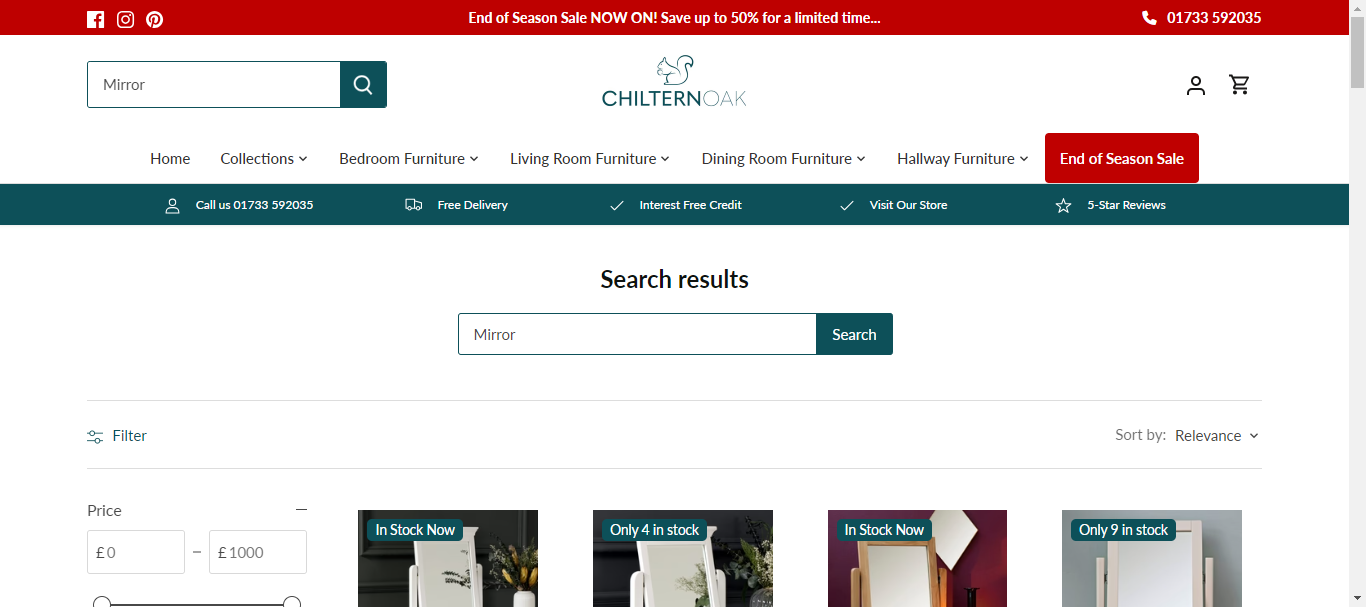 End of Season Sale NOW ON! Save up to 50% for a limited time...
01733 592035
Mirror
CHILTERNOAK
Home Collections Bedroom Furniture Living Room Furniture Dining Room Furniture Hallway Furniture End of Season Sale
Call us 01733 592035 Free Delivery Interest Free Credit Visit Our Store 5-Star Reviews
Search results
Mirror Search
Filter Sort by: Relevance
Price
£0 – £1000
In Stock Now Only 4 in stock In Stock Now Only 9 in stock